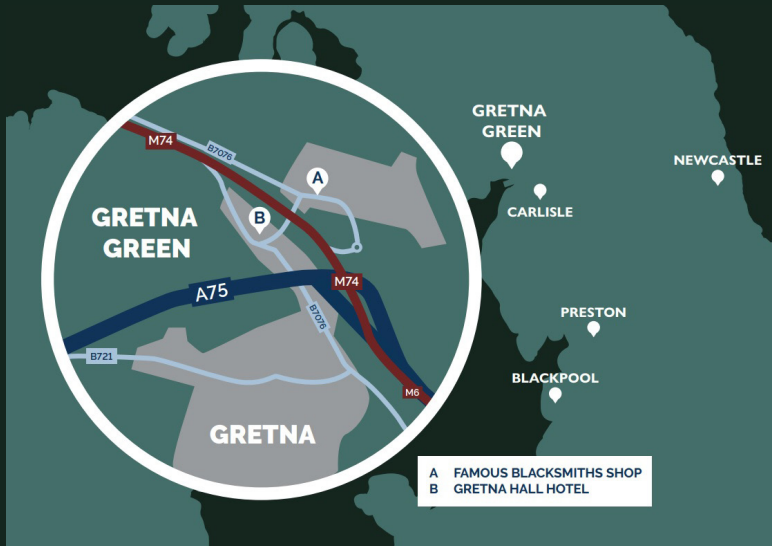 GRETNA
GREEN
NEWCASTLE
CARLISLE
PRESTON
BLACKPOOL
M74
B7076
A
B
GRETNA
GREEN
A75
M74
B7076
B721
M6
GRETNA
A FAMOUS BLACKSMITHS SHOP
B GRETNA HALL HOTEL